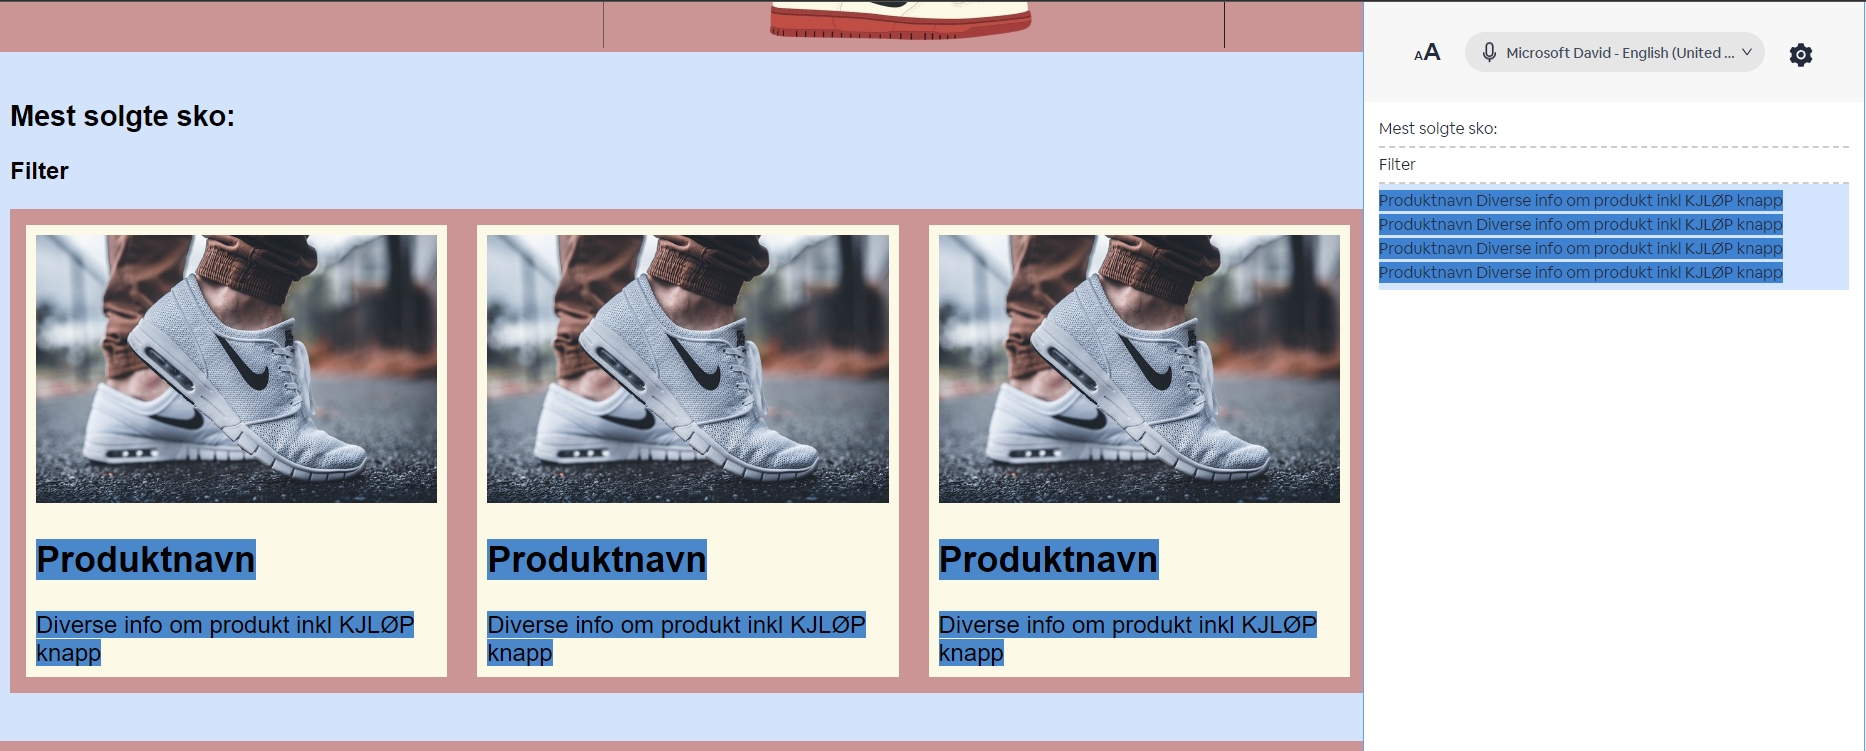 Mest solgte sko:
Filter
Produktnavn
Diverse info om produkt inkl KJLØP
knapp
Produktnavn
Diverse info om produkt inkl KJLØP
knapp
Produktnavn
Diverse info om produkt inkl KJLØP
knapp
AA
Microsoft David - English (United ...
Mest solgte sko:
Filter
Produktnavn Diverse info om produkt inkl KJLØP knapp
Produktnavn Diverse info om produkt inkl KJLØP knapp
Produktnavn Diverse info om produkt inkl KJLØP knapp
Produktnavn Diverse info om produkt inkl KJLØP knapp